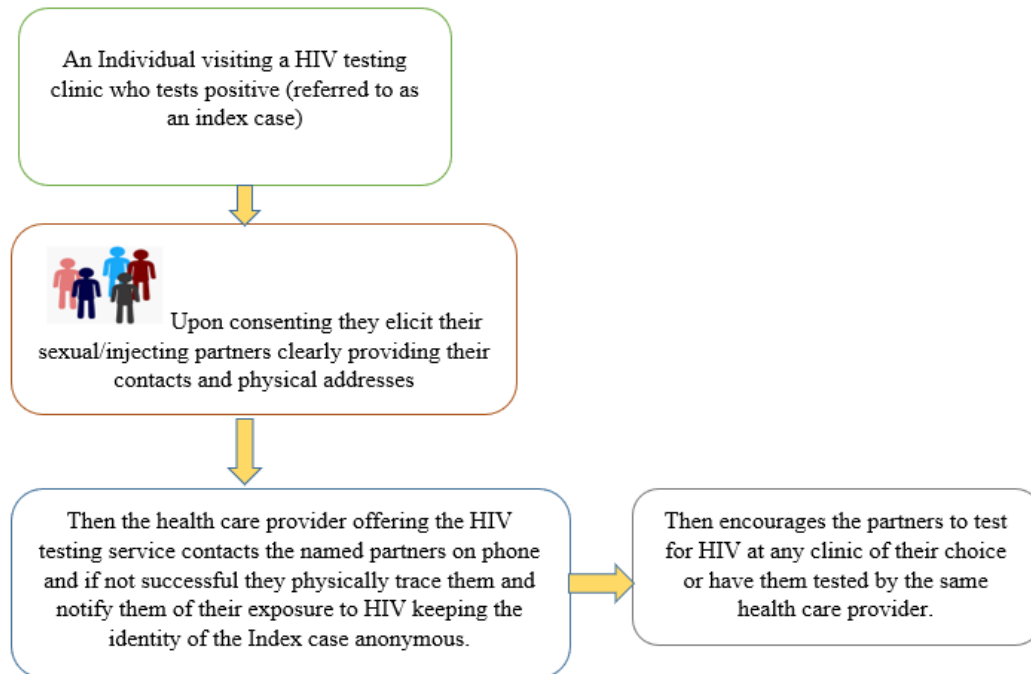 An Individual visiting a HIV testing
clinic who tests positive (referred to as
an index case)
Upon consenting they elicit their
sexual/injecting partners clearly providing their
contacts and physical addresses
Then the health care provider offering the HIV
testing service contacts the named partners on phone
and if not successful they physically trace them and
notify them of their exposure to HIV keeping the
identity of the Index case anonymous.
Then encourages the partners to test
for HIV at any clinic of their choice
or have them tested by the same
health care provider.